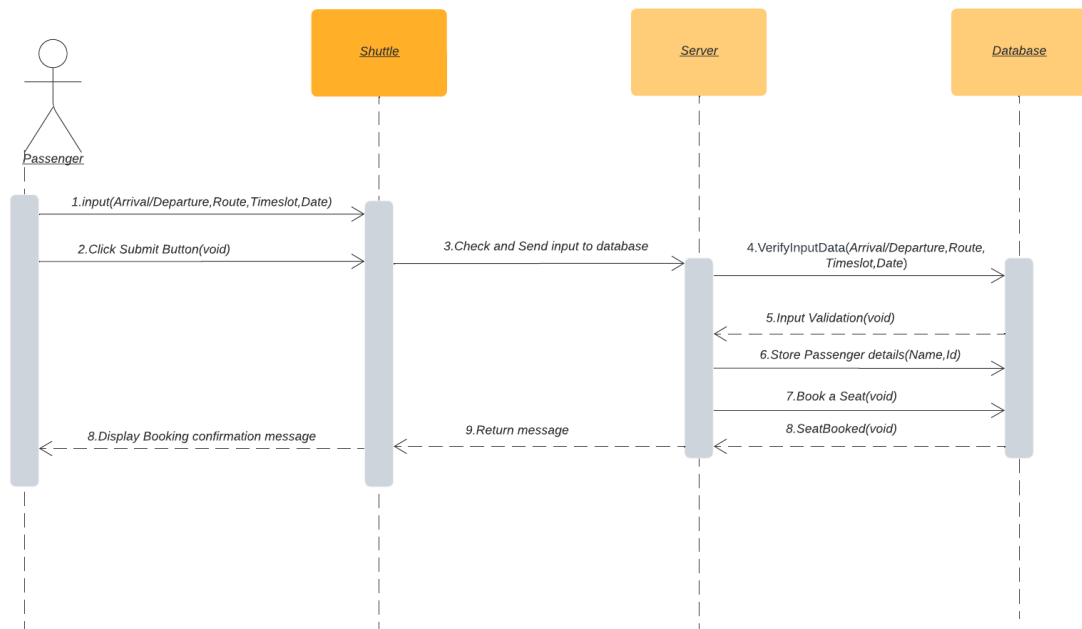 Shuttle
Server
Database
Passenger
1.input(Arrival/Departure,Route,Timeslot,Date)
2.Click Submit Button(void)
3.Check and Send input to database
4.VerifyInputData(Arrival/Departure,Route,
Timeslot,Date)
5.Input Validation(void)
6.Store Passenger details(Name,Id)
7.Book a Seat(void)
8.SeatBooked(void)
9.Return message
8.Display Booking confirmation message